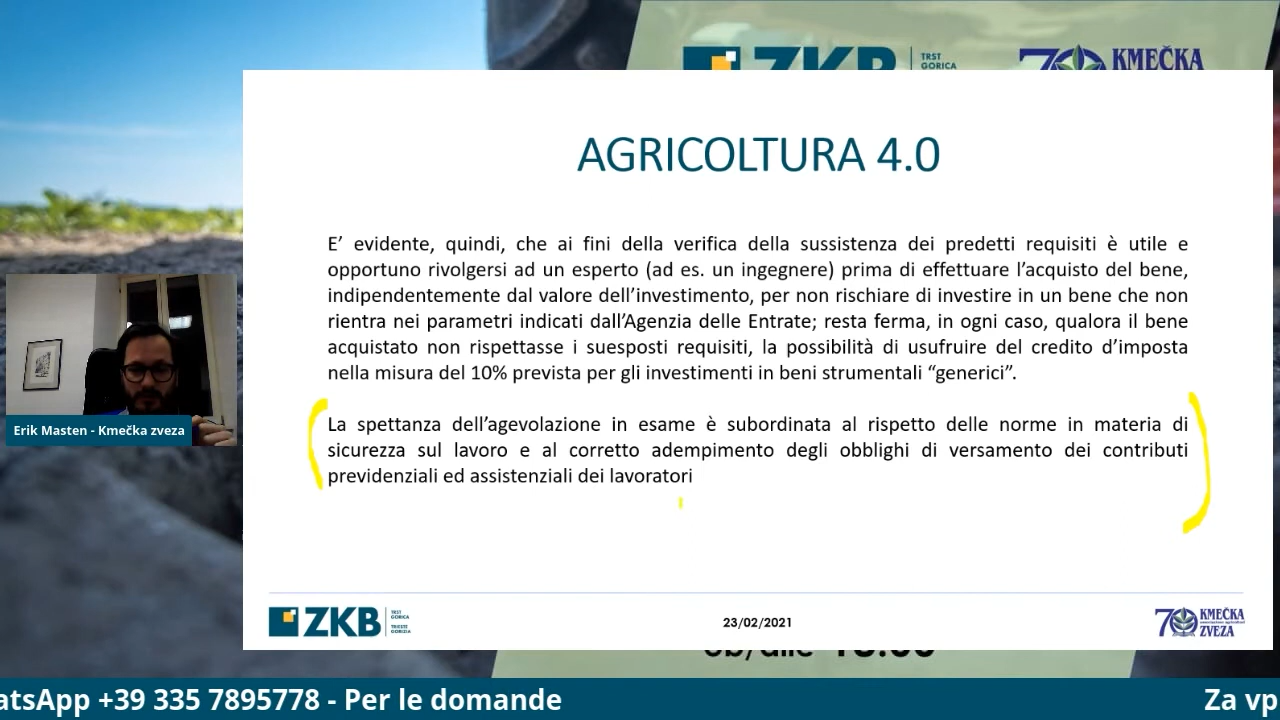 ZKB
TRST
GORICA
70 KMEČKA
AGRICOLTURA 4.0
E’ evidente, quindi, che ai fini della verifica della sussistenza dei predetti requisiti è utile e
opportuno rivolgersi ad un esperto (ad es. un ingegnere) prima di effettuare l’acquisto del bene,
indipendentemente dal valore dell’investimento, per non rischiare di investire in un bene che non
rientra nei parametri indicati dall’Agenzia delle Entrate; resta ferma, in ogni caso, qualora il bene
acquistato non rispettasse i suesposti requisiti, la possibilità di usufruire del credito d’imposta
nella misura del 10% prevista per gli investimenti in beni strumentali “generici”.
La spettanza dell’agevolazione in esame è subordinata al rispetto delle norme in materia di
sicurezza sul lavoro e al corretto adempimento degli obblighi di versamento dei contributi
previdenziali ed assistenziali dei lavoratori
Erik Masten - Kmečka zveza
ZKB
TRST
GORICA
TRIESTE
GORIZIA
23/02/2021
70 KMEČKA
ZVEZA
ob/alle
atsApp +39 335 7895778 - Per le domande
Za vp